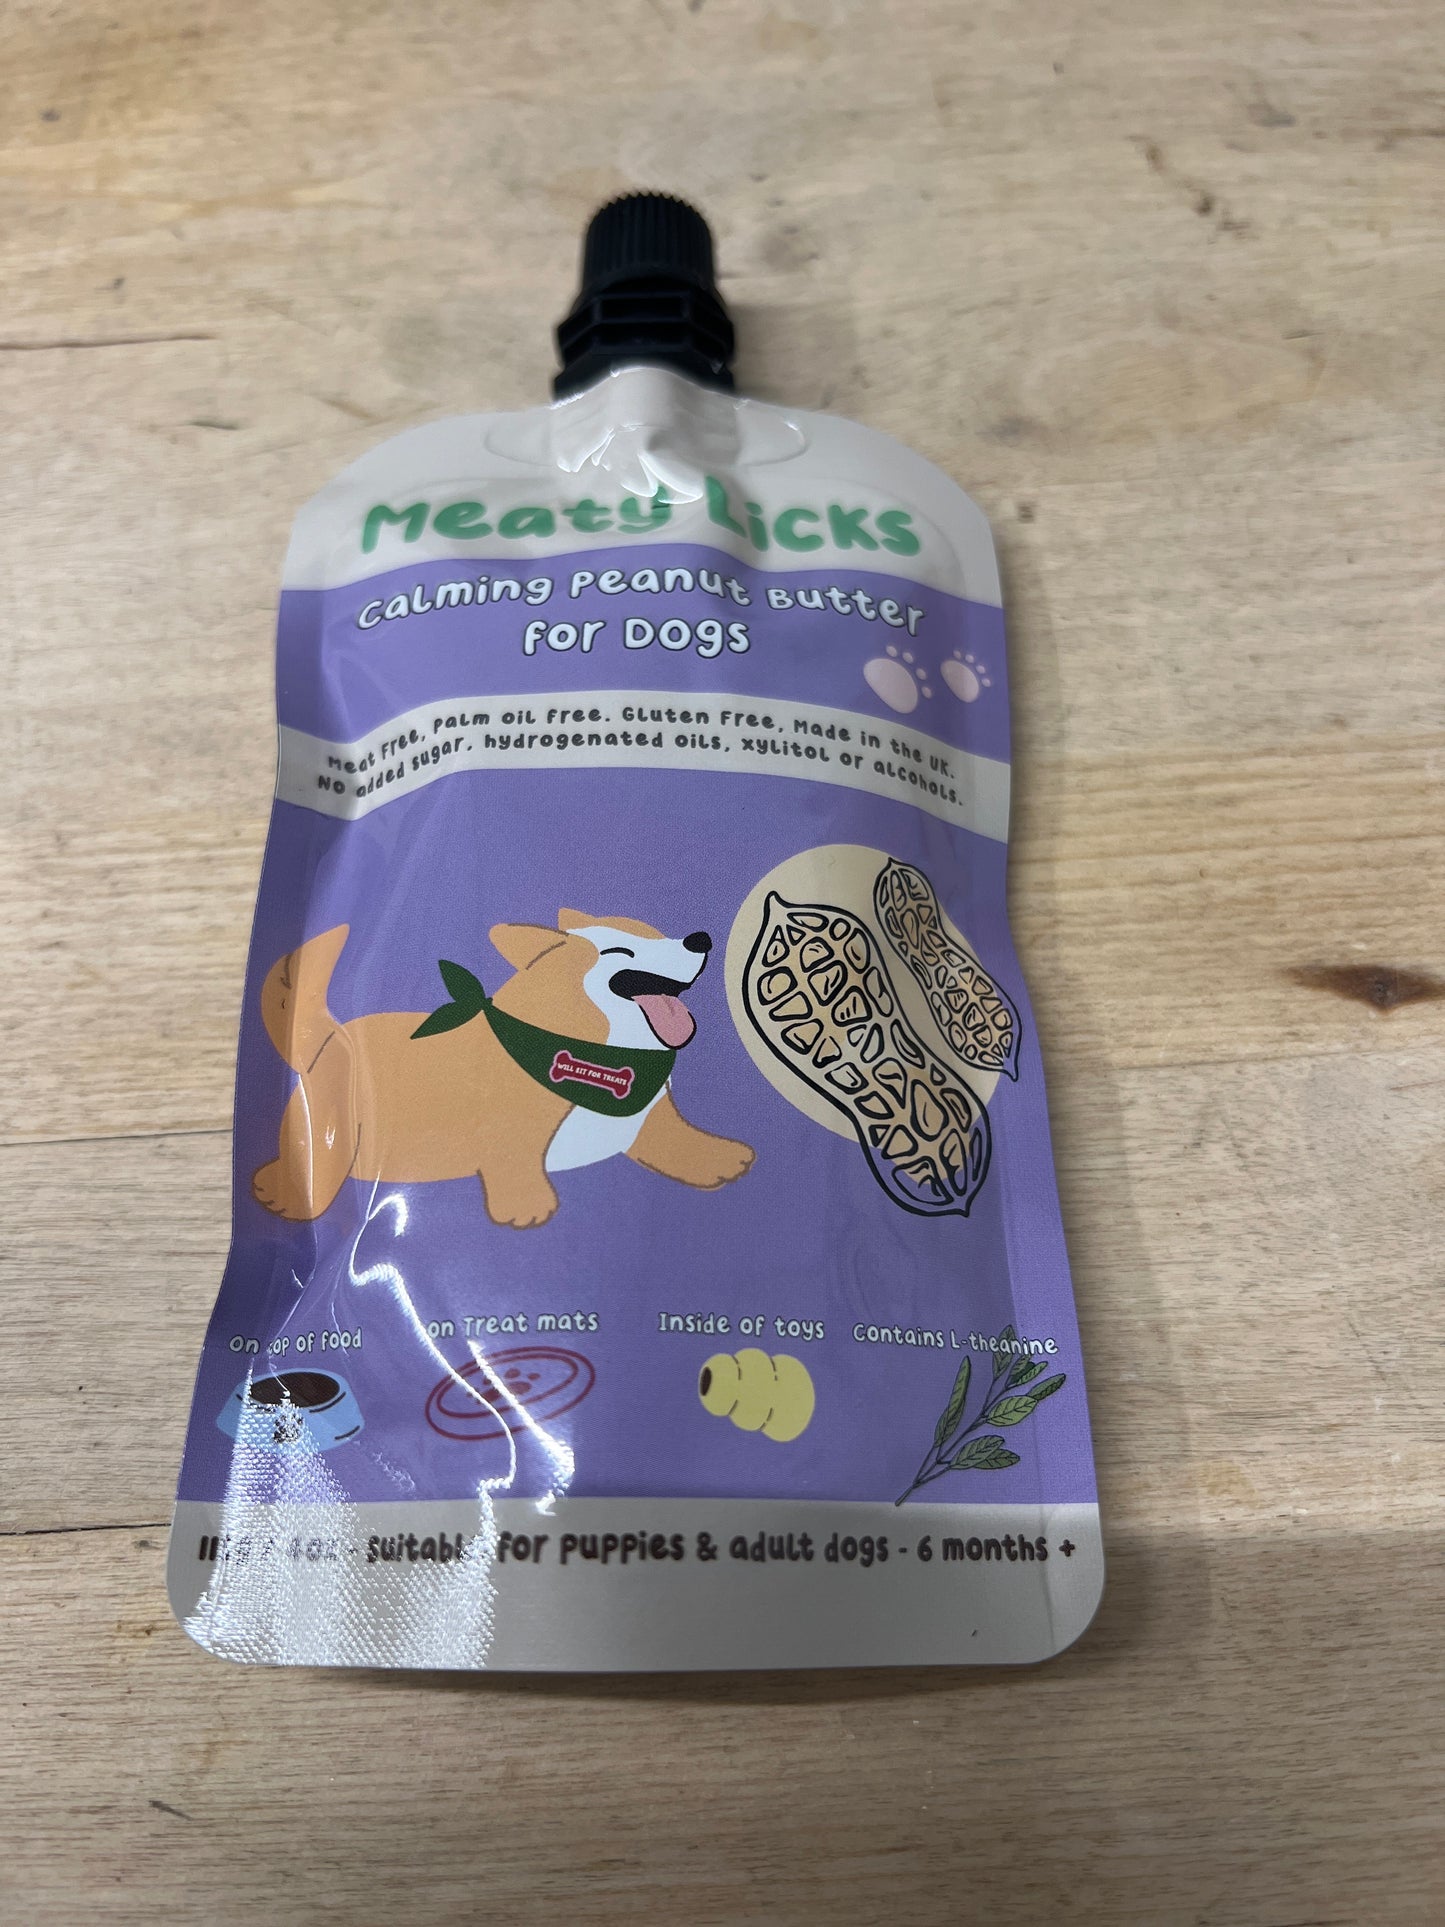 Meaty Licks
Calming Peanut Butter
for Dogs
Meat Free, Palm oil Free. Gluten Free, Made in the UK.
No added sugar, hydrogenated oils, xylitol or alcohols.
WILL SIT FOR TREATS
On top of food
on Treat mats
Inside of toys
Contains L-theanine
suitable for puppies & adult dogs - 6 months +